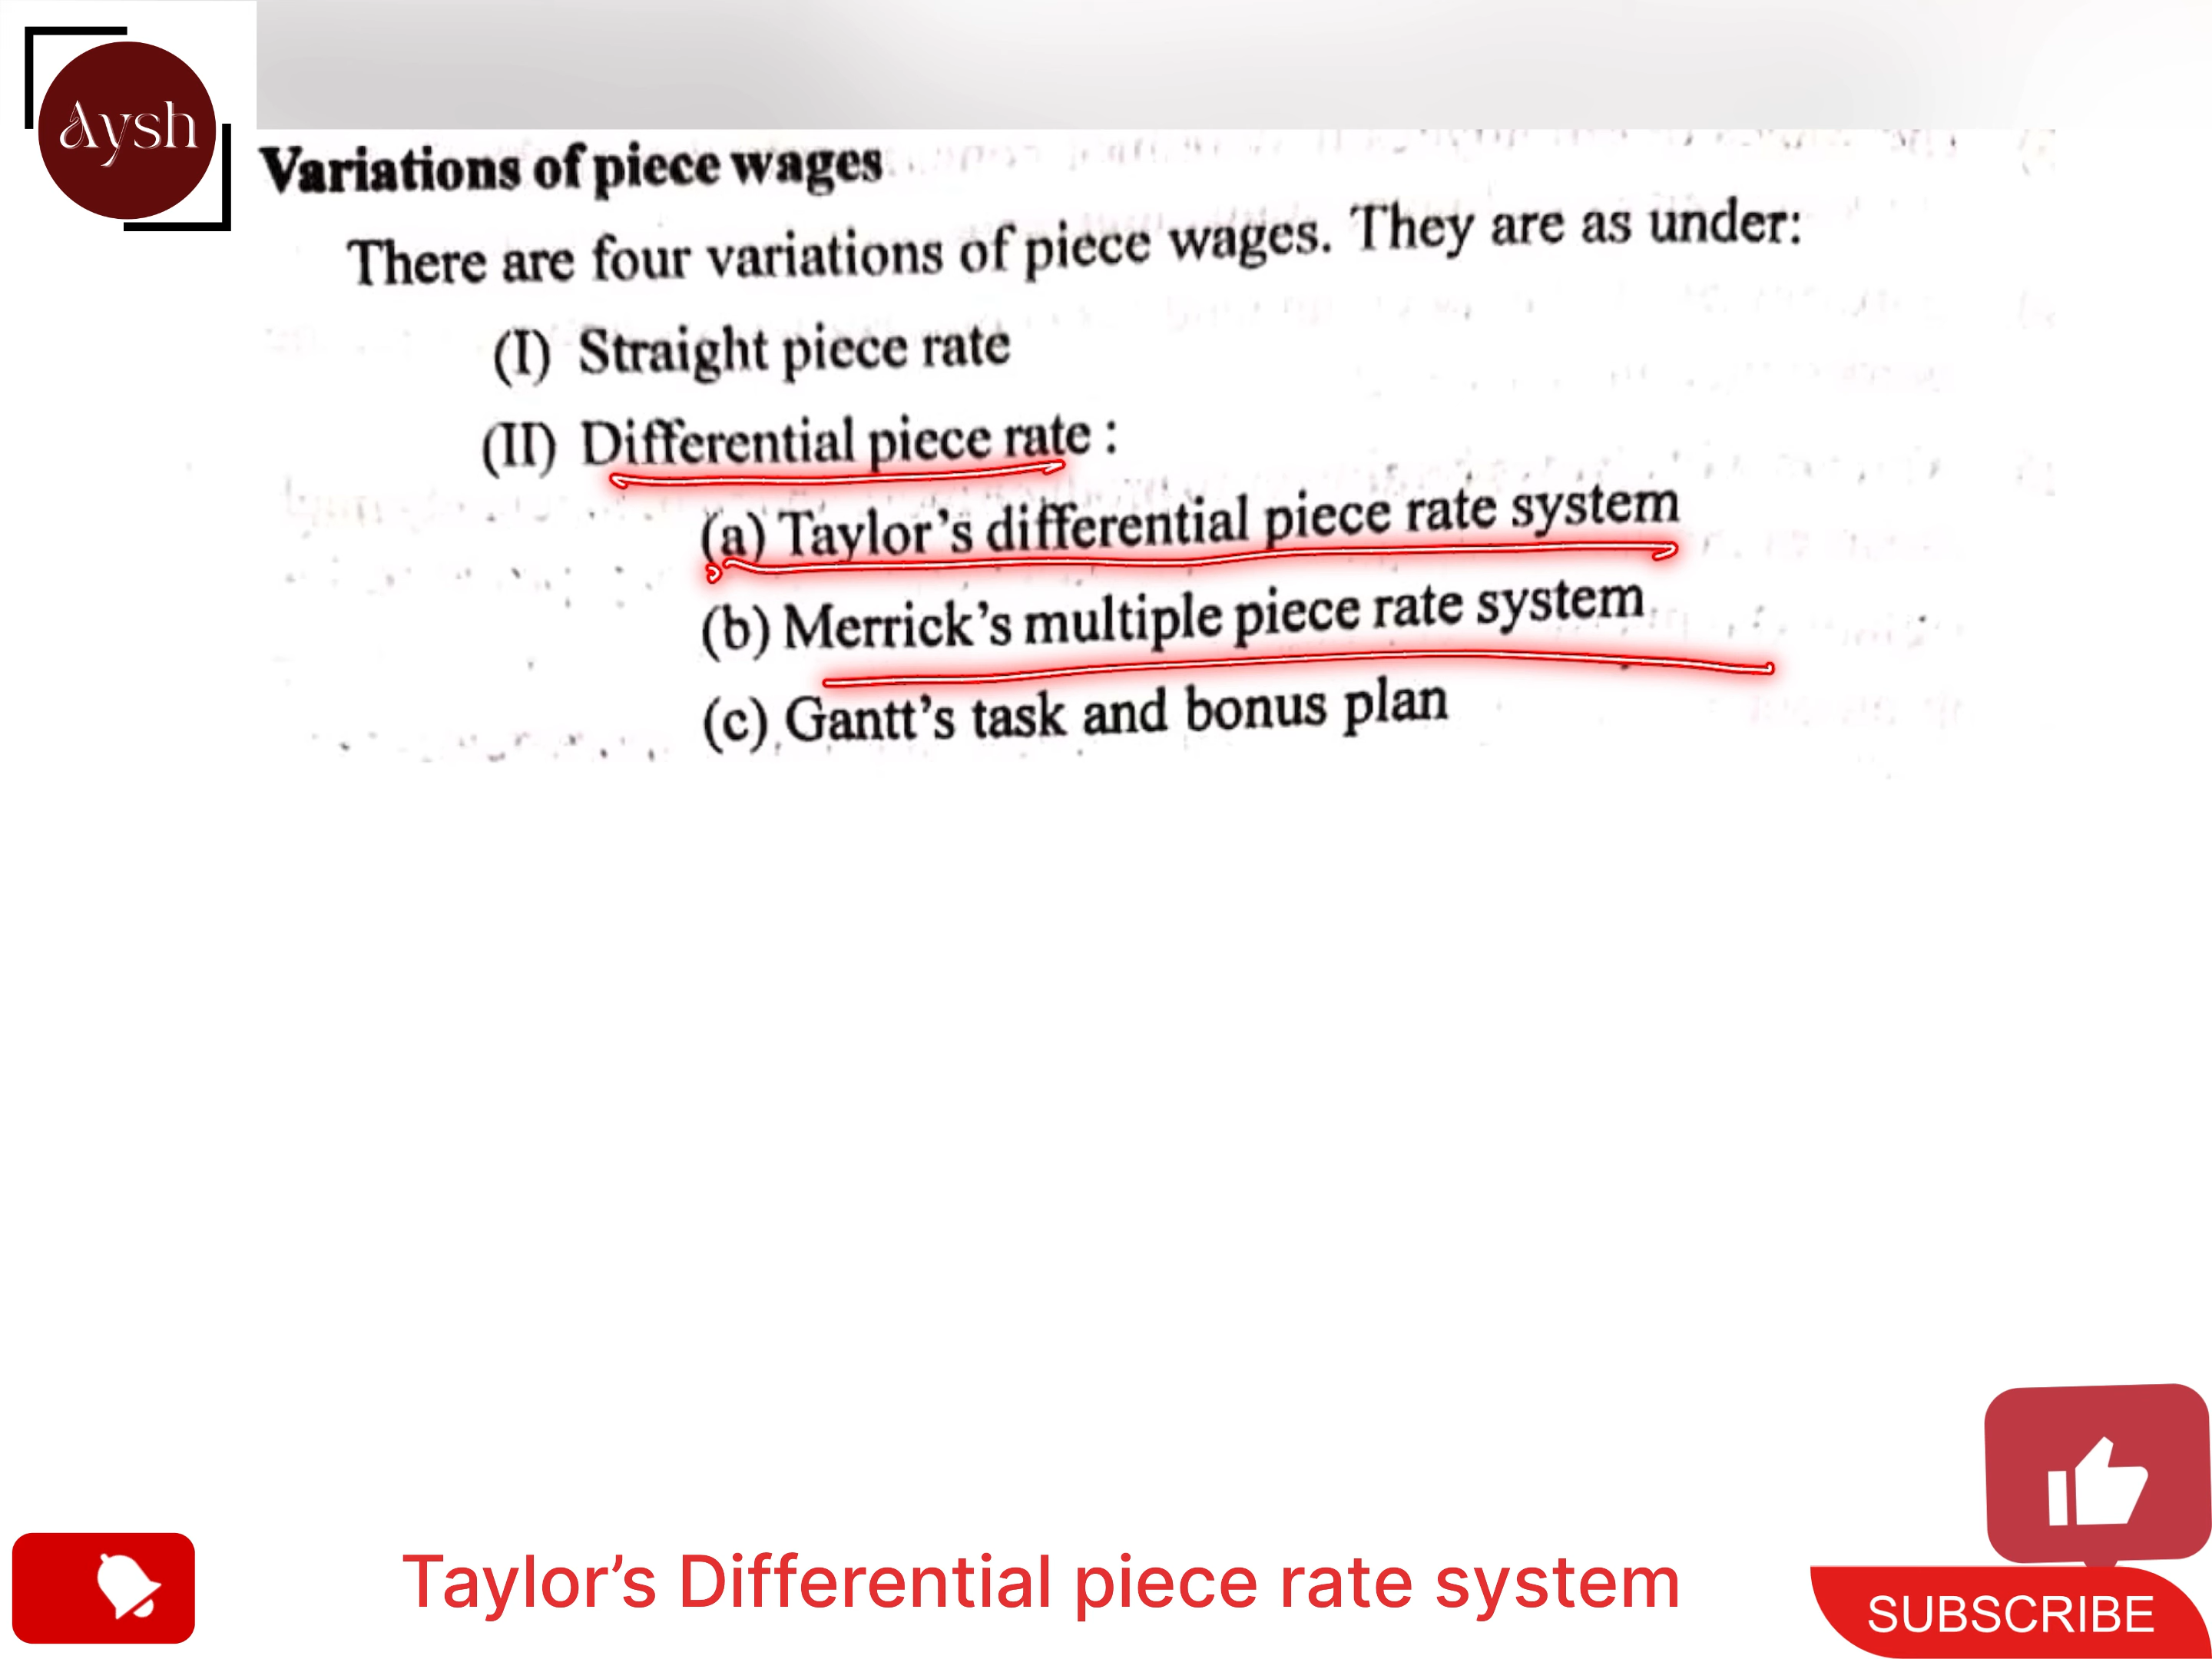 Aysh
Variations of piece wages
There are four variations of piece wages. They are as under:
(I) Straight piece rate
(II) Differential piece rate :
(a) Taylor’s differential piece rate system
(b) Merrick’s multiple piece rate system
(c) Gantt’s task and bonus plan
Taylor’s Differential piece rate system
SUBSCRIBE